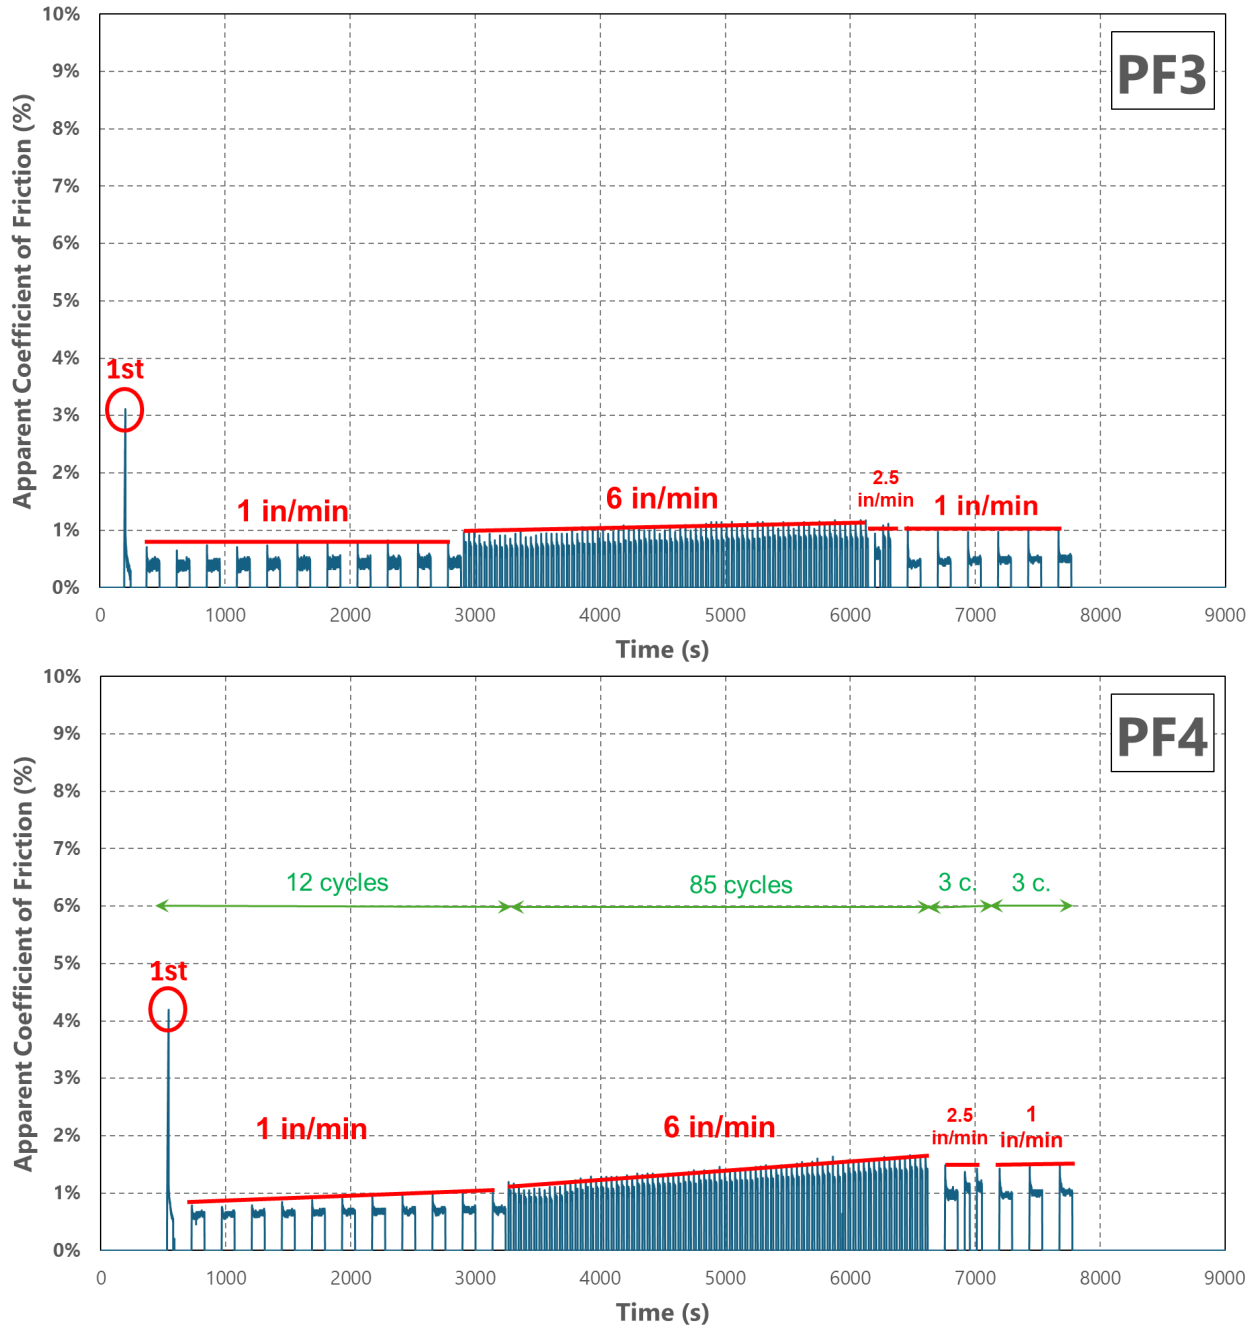 10%
PF3
9%
8%
7%
6%
5%
4%
3%
2%
1%
0%
Apparent Coefficient of Friction (%)
1st
1 in/min
6 in/min
2.5
in/min
1 in/min
0 1000 2000 3000 4000 5000 6000 7000 8000 9000
Time (s)
10%
PF4
9%
8%
7%
6%
5%
4%
3%
2%
1%
0%
Apparent Coefficient of Friction (%)
12 cycles
85 cycles
3 c.
3 c.
1st
1 in/min
6 in/min
2.5
in/min
1
in/min
0 1000 2000 3000 4000 5000 6000 7000 8000 9000
Time (s)